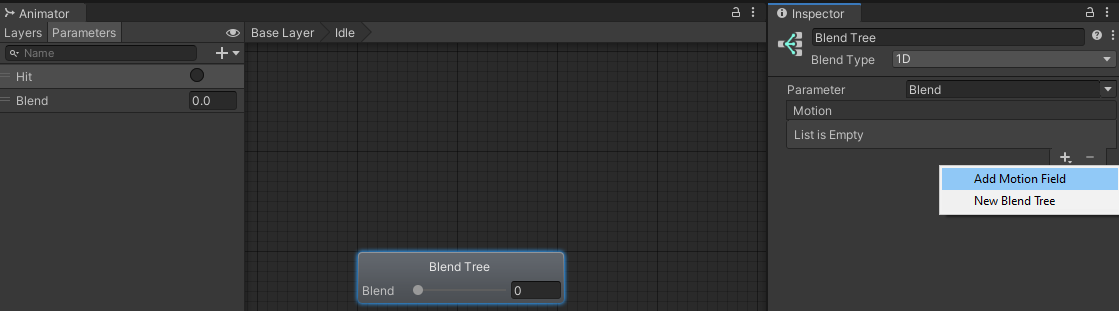 Animator
Layers Parameters
Name
Hit
Blend 0.0
Base Layer Idle
Blend Tree
Blend 0
Inspector
Blend Tree
Blend Type 1D
Parameter Blend
Motion
List is Empty
Add Motion Field
New Blend Tree